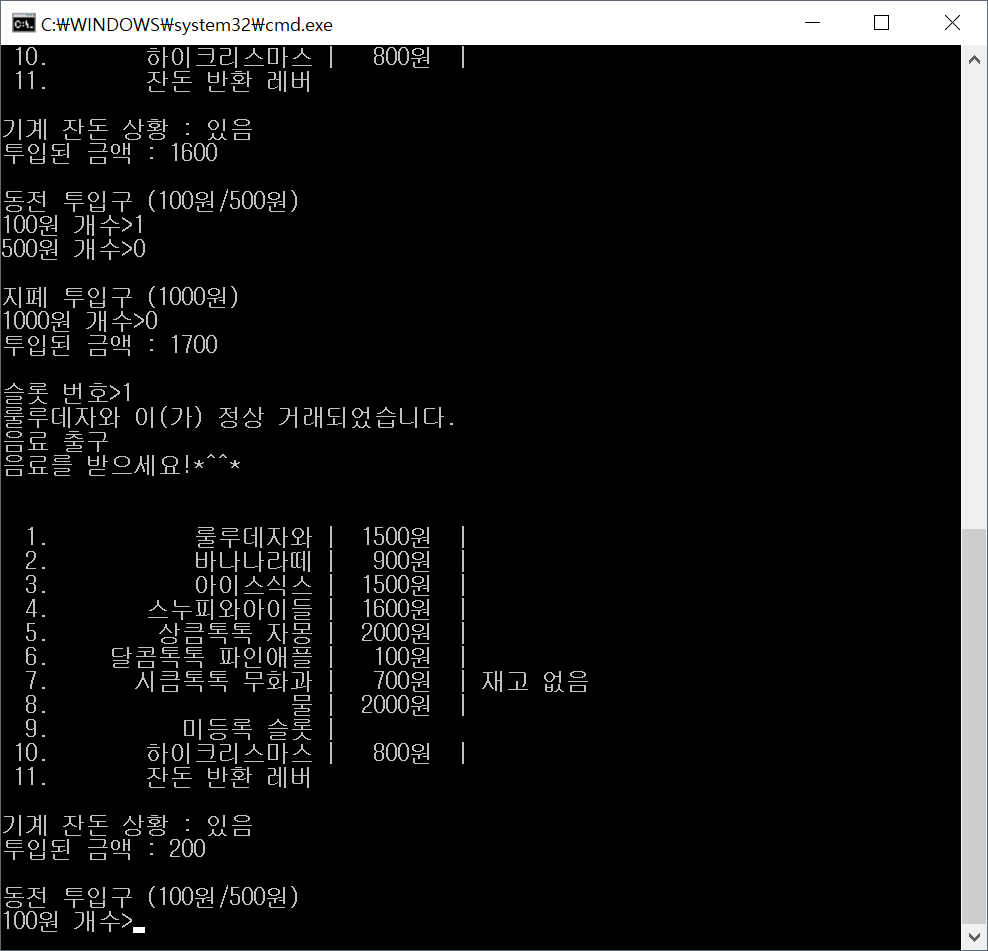 C:₩WINDOWS₩system32₩cmd.exe
10. 하이크리스마스 | 800원 |
11. 잔돈 반환 레버
기계 잔돈 상황 : 있음
투입된 금액 : 1600
동전 투입구 (100원/500원)
100원 개수>1
500원 개수>0
지폐 투입구 (1000원)
1000원 개수>0
투입된 금액 : 1700
슬롯 번호>1
룰루데자와 이(가) 정상 거래되었습니다.
음료 출구
음료를 받으세요!*^^*
1. 룰루데자와 | 1500원 |
2. 바나나라떼 | 900원 |
3. 아이스식스 | 1500원 |
4. 스누피와아이들 | 1600원 |
5. 상큼톡톡 자몽 | 2000원 |
6. 달콤톡톡 파인애플 | 100원 |
7. 시큼톡톡 무화과 | 700원 | 재고 없음
8. 물 | 2000원 |
9. 미등록 슬롯 |
10. 하이크리스마스 | 800원 |
11. 잔돈 반환 레버
기계 잔돈 상황 : 있음
투입된 금액 : 200
동전 투입구 (100원/500원)
100원 개수>